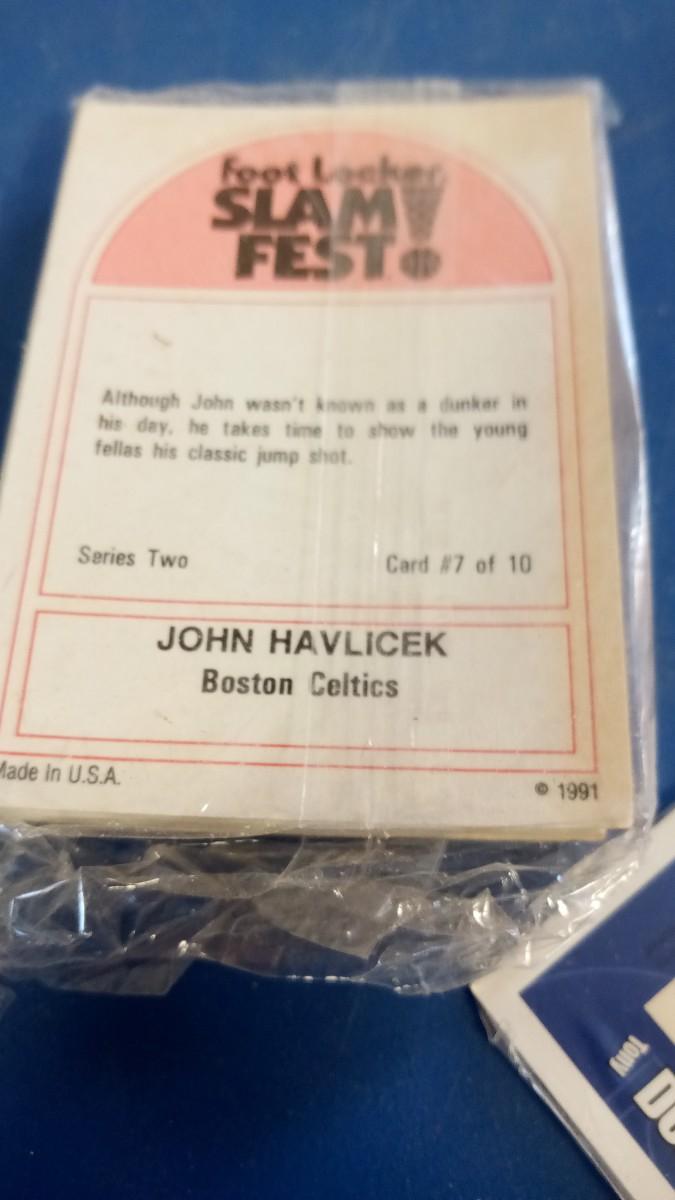 Foot Locker
SLAM
FEST!
Although John wasn't known as a dunker in
his day, he takes time to show the young
fellas his classic jump shot.
Series Two
Card #7 of 10
JOHN HAVLICEK
Boston Celtics
Made In U.S.A.
© 1991
Tony